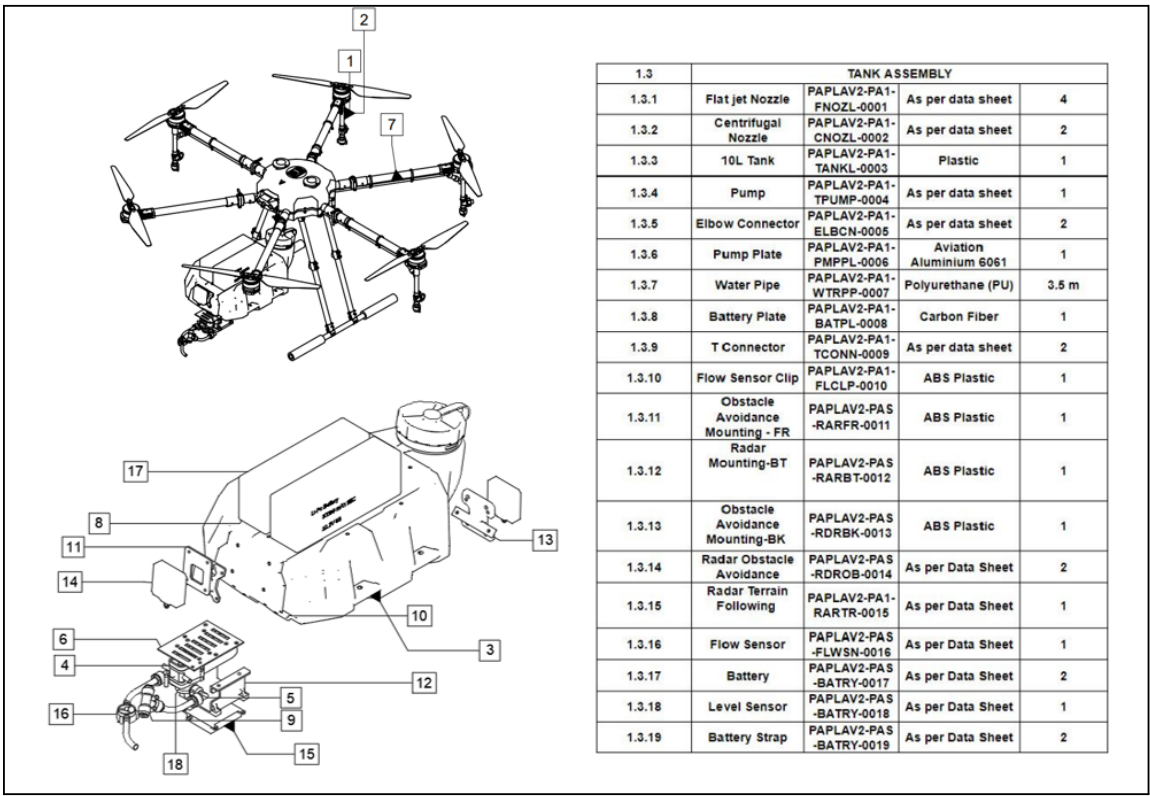 2
1
7
17
8
11
14
13
10
3
6
4
12
5
16
9
15
18
Li-Po Battery
1.3 TANK ASSEMBLY
1.3.1 Flat jet Nozzle PAPLAV2-PA1-FNOZL-0001 As per data sheet 4
1.3.2 Centrifugal Nozzle PAPLAV2-PA1-CNOZL-0002 As per data sheet 2
1.3.3 10L Tank PAPLAV2-PA1-TANKL-0003 Plastic 1
1.3.4 Pump PAPLAV2-PA1-TPUMP-0004 As per data sheet 1
1.3.5 Elbow Connector PAPLAV2-PA1-ELBCN-0005 As per data sheet 2
1.3.6 Pump Plate PAPLAV2-PA1-PMPPL-0006 Aviation Aluminium 6061 1
1.3.7 Water Pipe PAPLAV2-PA1-WTRPP-0007 Polyurethane (PU) 3.5 m
1.3.8 Battery Plate PAPLAV2-PA1-BATPL-0008 Carbon Fiber 1
1.3.9 T Connector PAPLAV2-PA1-TCONN-0009 As per data sheet 2
1.3.10 Flow Sensor Clip PAPLAV2-PA1-FLCLP-0010 ABS Plastic 1
1.3.11 Obstacle Avoidance Mounting - FR PAPLAV2-PAS-RARFR-0011 ABS Plastic 1
1.3.12 Radar Mounting-BT PAPLAV2-PAS-RARBT-0012 ABS Plastic 1
1.3.13 Obstacle Avoidance Mounting-BK PAPLAV2-PAS-RDRBK-0013 ABS Plastic 1
1.3.14 Radar Obstacle Avoidance PAPLAV2-PAS-RDROB-0014 As per Data Sheet 2
1.3.15 Radar Terrain Following PAPLAV2-PA1-RARTR-0015 As per Data Sheet 1
1.3.16 Flow Sensor PAPLAV2-PAS-FLWSN-0016 As per Data Sheet 1
1.3.17 Battery PAPLAV2-PAS-BATRY-0017 As per Data Sheet 2
1.3.18 Level Sensor PAPLAV2-PAS-BATRY-0018 As per Data Sheet 1
1.3.19 Battery Strap PAPLAV2-PAS-BATRY-0019 As per Data Sheet 2